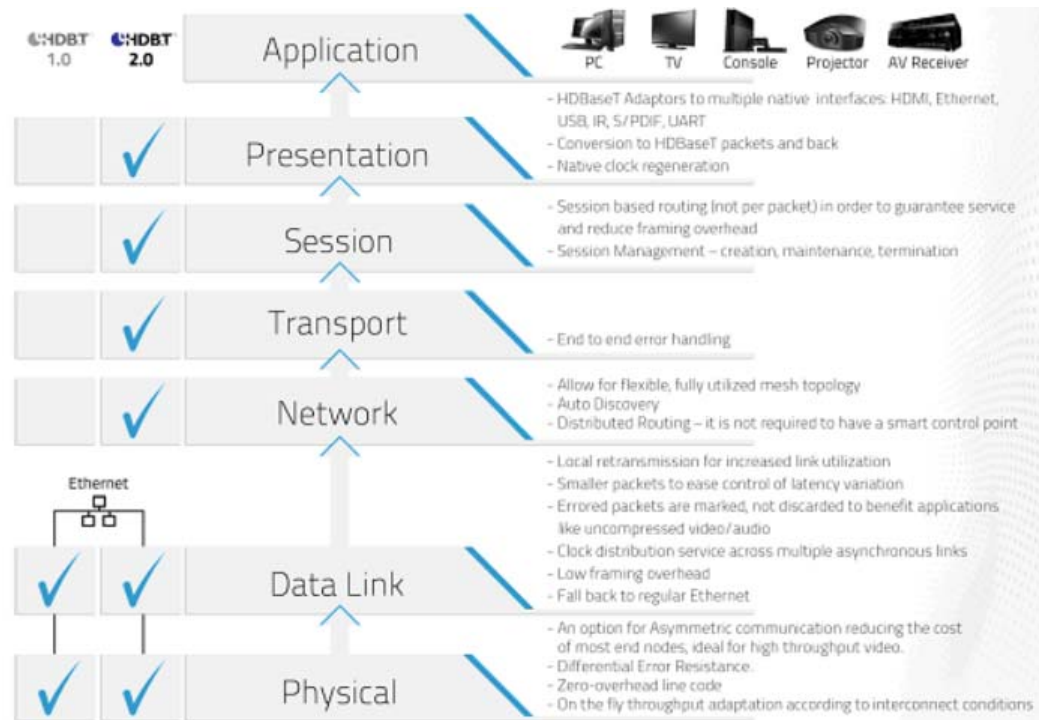 HDBT HDBT
1.0 2.0
Application
PC TV Console Projector AV Receiver
Presentation
- HDBaseT Adaptors to multiple native interfaces: HDMI, Ethernet,
USB, IR, S/PDIF, UART
- Conversion to HDBaseT packets and back
- Native clock regeneration
Session
- Session based routing (not per packet) in order to guarantee service
and reduce framing overhead
- Session Management – creation, maintenance, termination
Transport
- End to end error handling
Network
- Allow for flexible, fully utilized mesh topology
- Auto Discovery
- Distributed Routing – it is not required to have a smart control point
Ethernet
Data Link
- Local retransmission for increased link utilization
- Smaller packets to ease control of latency variation
- Errored packets are marked, not discarded to benefit applications
like uncompressed video/audio
- Clock distribution service across multiple asynchronous links
- Low framing overhead
- Fall back to regular Ethernet
Physical
- An option for Asymmetric communication reducing the cost
of most end nodes, ideal for high throughput video.
- Differential Error Resistance.
- Zero-overhead line code
- On the fly throughput adaptation according to interconnect conditions